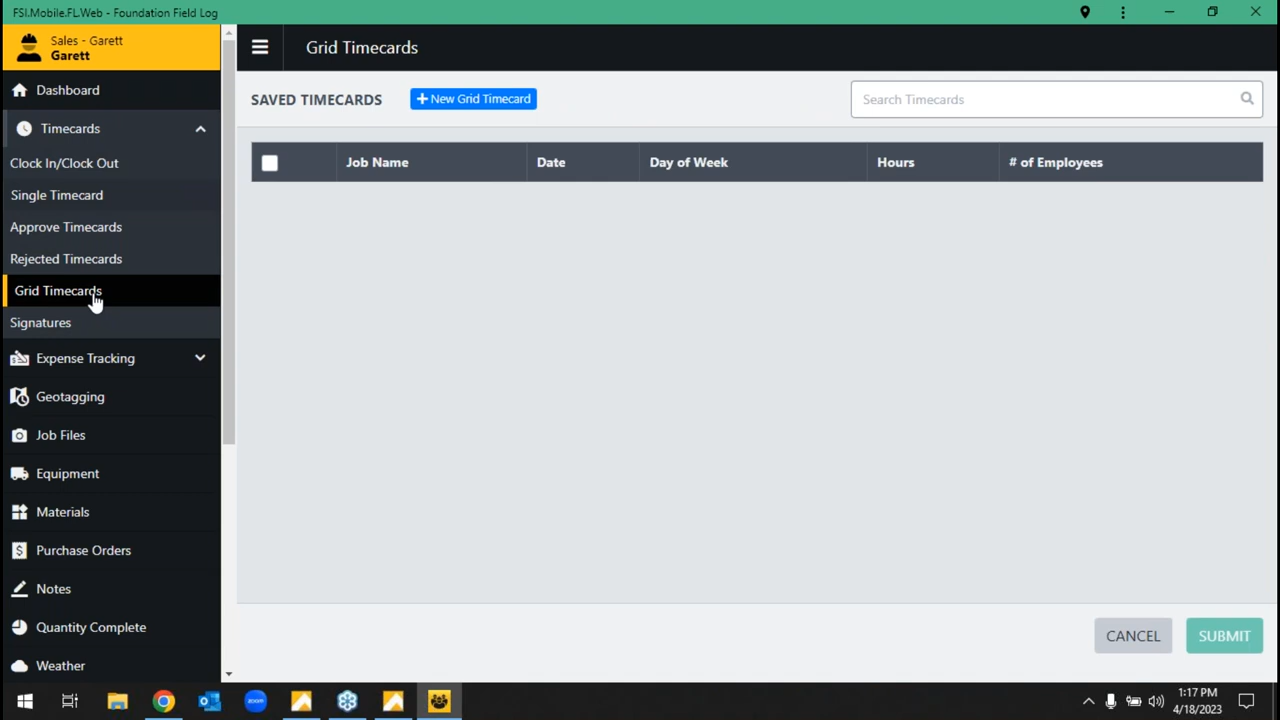 FSI.Mobile.FL.Web - Foundation Field Log
Sales - Garett
Garett
Dashboard
Timecards
Clock In/Clock Out
Single Timecard
Approve Timecards
Rejected Timecards
Grid Timecards
Signatures
Expense Tracking
Geotagging
Job Files
Equipment
Materials
Purchase Orders
Notes
Quantity Complete
Weather
Grid Timecards
SAVED TIMECARDS
+ New Grid Timecard
Search Timecards
Job Name Date Day of Week Hours # of Employees
CANCEL SUBMIT
zoom
1:17 PM
4/18/2023